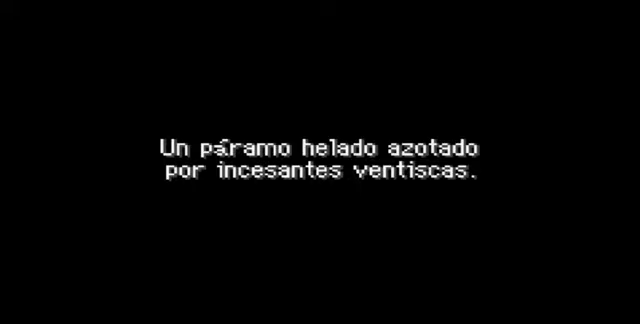 Un páramo helado azotado
por incesantes ventiscas.